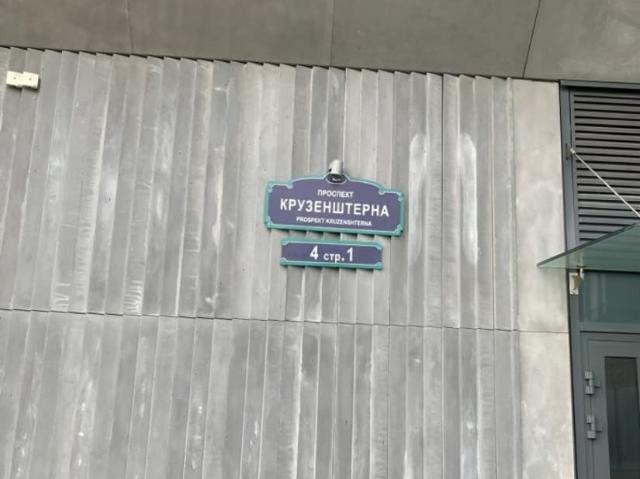 ПРОСПЕКТ
КРУЗЕНШТЕРНА
PROSPEKT KRUZENSHTERNA
4 стр.1